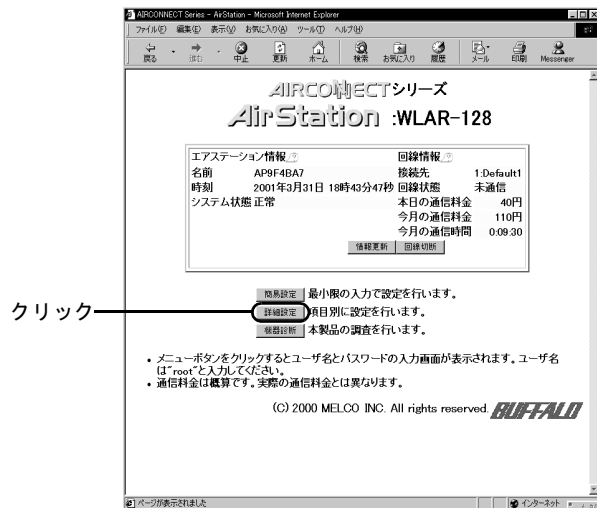 AIRCONNECT Series - AirStation - Microsoft Internet Explorer
ファイル(F) 編集(E) 表示(V) お気に入り(A) ツール(T) ヘルプ(H)
戻る 進む 中止 更新 ホーム 検索 お気に入り 履歴 メール 印刷 Messenger
AIRCONNECTシリーズ
AirStation :WLAR-128
エアステーション情報 回線情報
名前 AP9F4BA7 接続先 1:Default1
時刻 2001年3月31日 18時43分47秒 回線状態 未通信
システム状態 正常 本日の通信料金 40円
今月の通信料金 110円
今月の通信時間 0:09:30
情報更新 回線切断
簡易設定 最小限の入力で設定を行います。
クリック 詳細設定 項目別に設定を行います。
機器診断 本製品の調査を行います。
• メニューボタンをクリックするとユーザ名とパスワードの入力画面が表示されます。ユーザ名
は"root"と入力してください。
• 通信料金は概算です。実際の通信料金とは異なります。
(C) 2000 MELCO INC. All rights reserved. BUFFALO
ページが表示されました インターネット